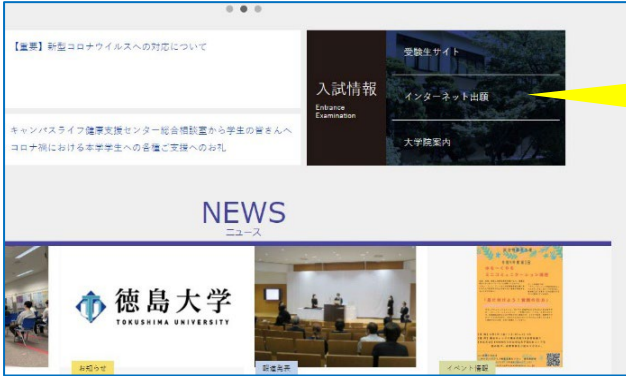 【重要】新型コロナウイルスへの対応について
キャンパスライフ健康支援センター総合相談室から学生の皆さんへ
コロナ禍における本学学生への各種ご支援へのお礼
入試情報
Entrance
Examination
受験生サイト
インターネット出願
大学院案内
NEWS
ニュース
徳島大学
TOKUSHIMA UNIVERSITY
お知らせ
報道発表
イベント情報